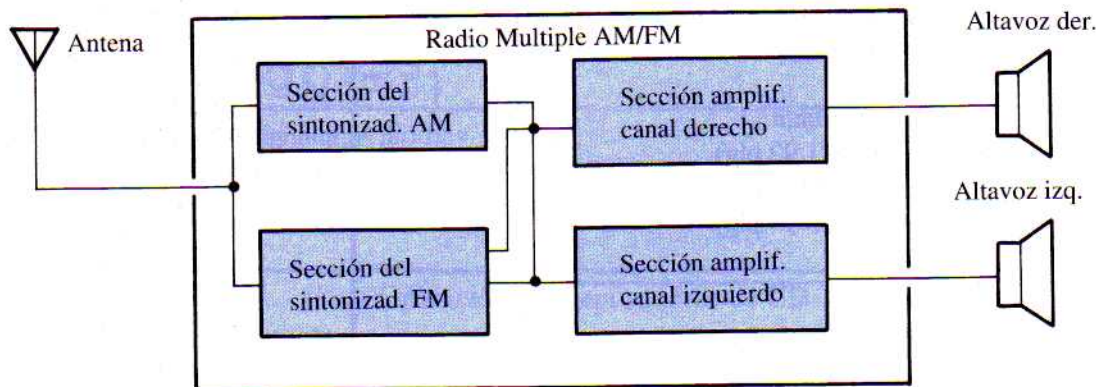 Antena
Radio Multiple AM/FM
Altavoz der.
Sección del
sintonizad. AM
Sección amplif.
canal derecho
Altavoz izq.
Sección del
sintonizad. FM
Sección amplif.
canal izquierdo